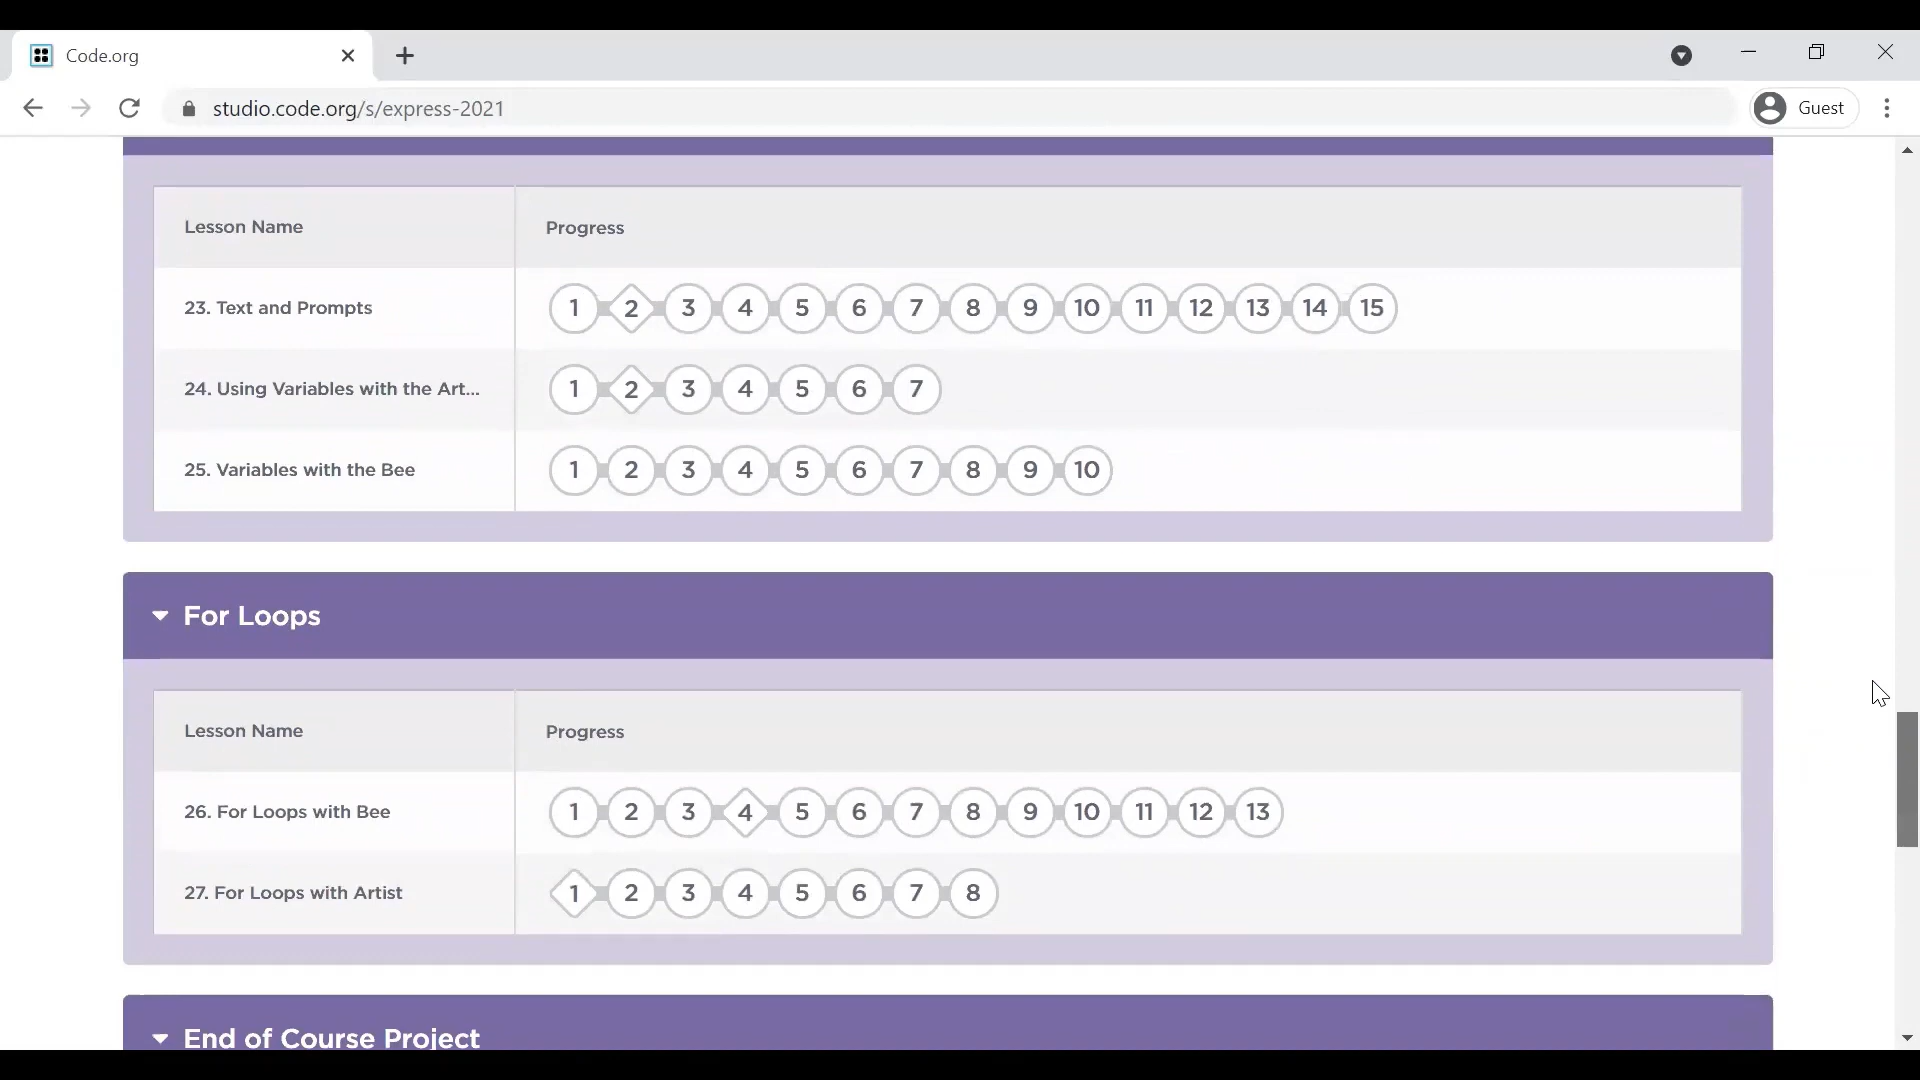 Code.org
studio.code.org/s/express-2021
Guest
Lesson Name Progress
23. Text and Prompts 1 2 3 4 5 6 7 8 9 10 11 12 13 14 15
24. Using Variables with the Art... 1 2 3 4 5 6 7
25. Variables with the Bee 1 2 3 4 5 6 7 8 9 10
For Loops
Lesson Name Progress
26. For Loops with Bee 1 2 3 4 5 6 7 8 9 10 11 12 13
27. For Loops with Artist 1 2 3 4 5 6 7 8
End of Course Project